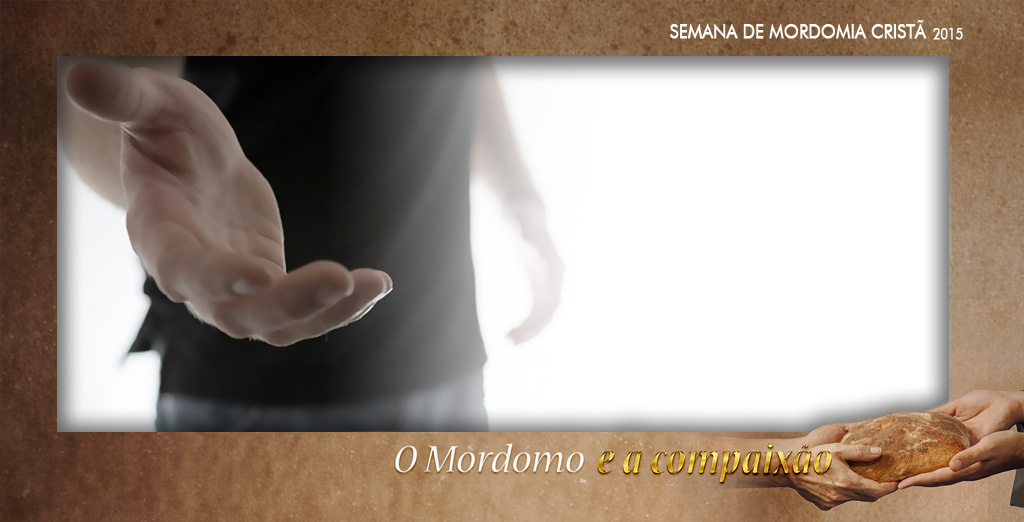 SEMANA DE MORDOMIA CRISTÃ 2015
O Mordomo e a compaixão